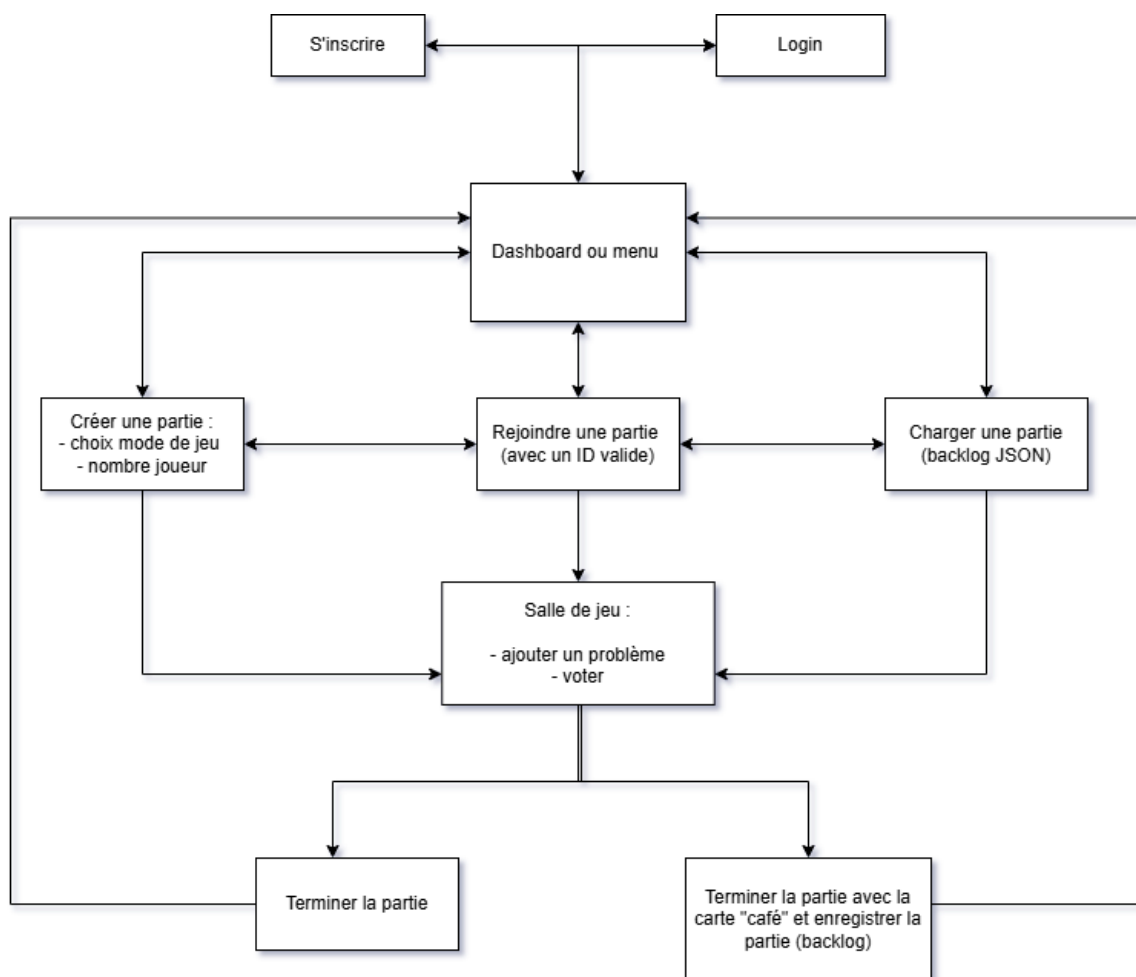 S'inscrire
Login
Dashboard ou menu
Créer une partie :
- choix mode de jeu
- nombre joueur
Rejoindre une partie
(avec un ID valide)
Charger une partie
(backlog JSON)
Salle de jeu :
- ajouter un problème
- voter
Terminer la partie
Terminer la partie avec la
carte "café" et enregistrer la
partie (backlog)